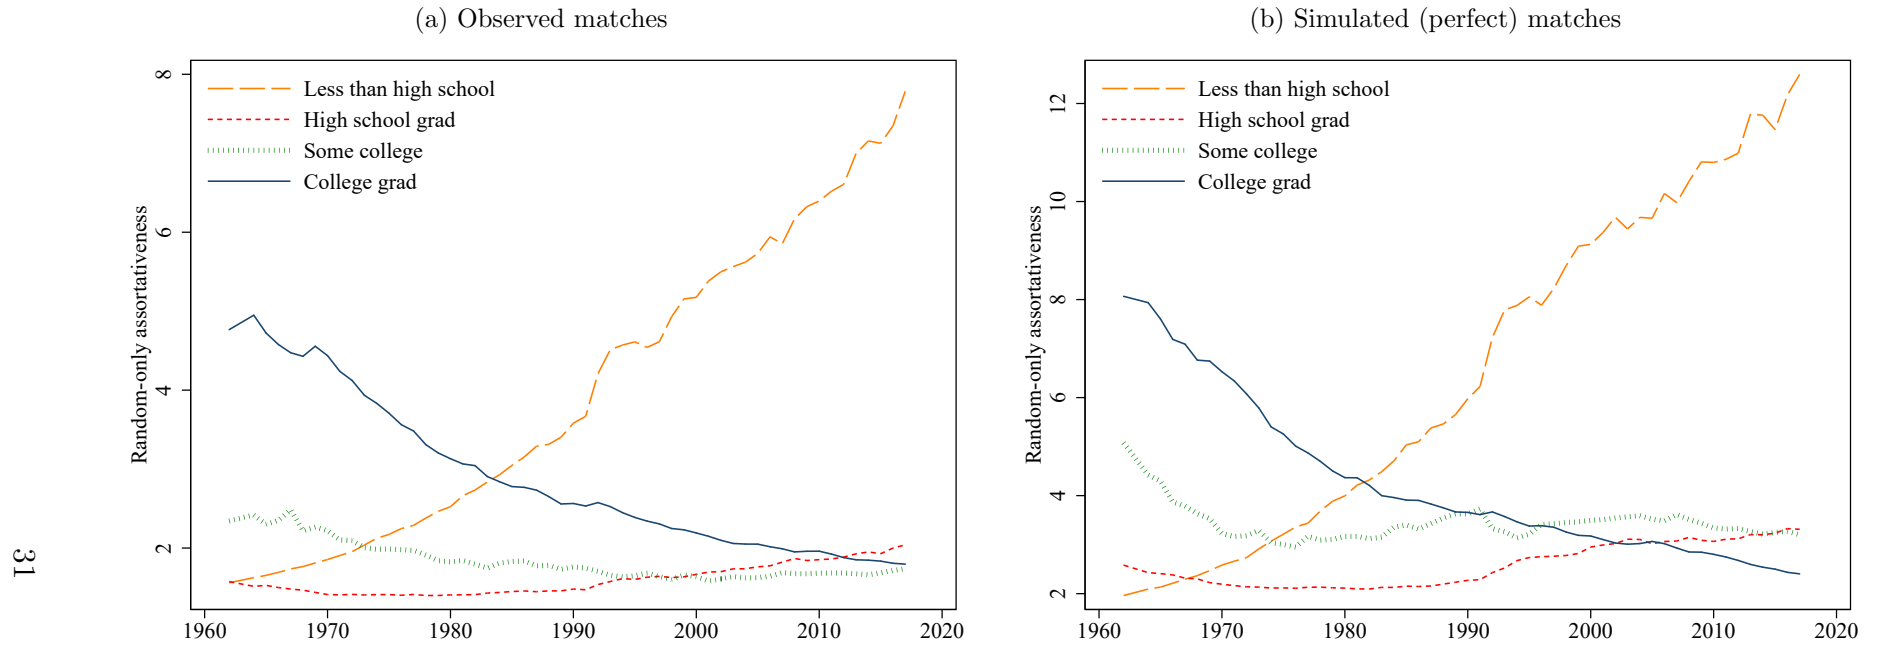 (a) Observed matches
Less than high school
High school grad
Some college
College grad
Random-only assortativeness
8
6
4
2
1960
1970
1980
1990
2000
2010
2020
(b) Simulated (perfect) matches
Less than high school
High school grad
Some college
College grad
Random-only assortativeness
12
10
8
6
4
2
1960
1970
1980
1990
2000
2010
2020
31